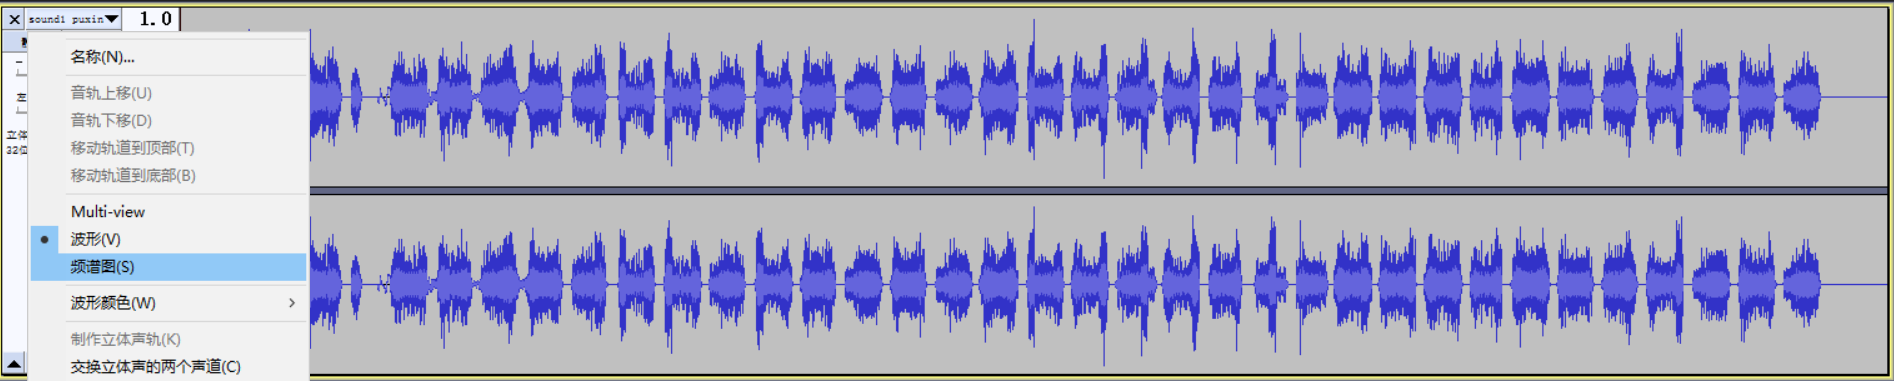 sound1 puxin
1.0
名称(N)...
音轨上移(U)
音轨下移(D)
移动轨道到顶部(T)
移动轨道到底部(B)
Multi-view
波形(V)
频谱图(S)
波形颜色(W)
制作立体声轨(K)
交换立体声的两个声道(C)
左
立体
32位